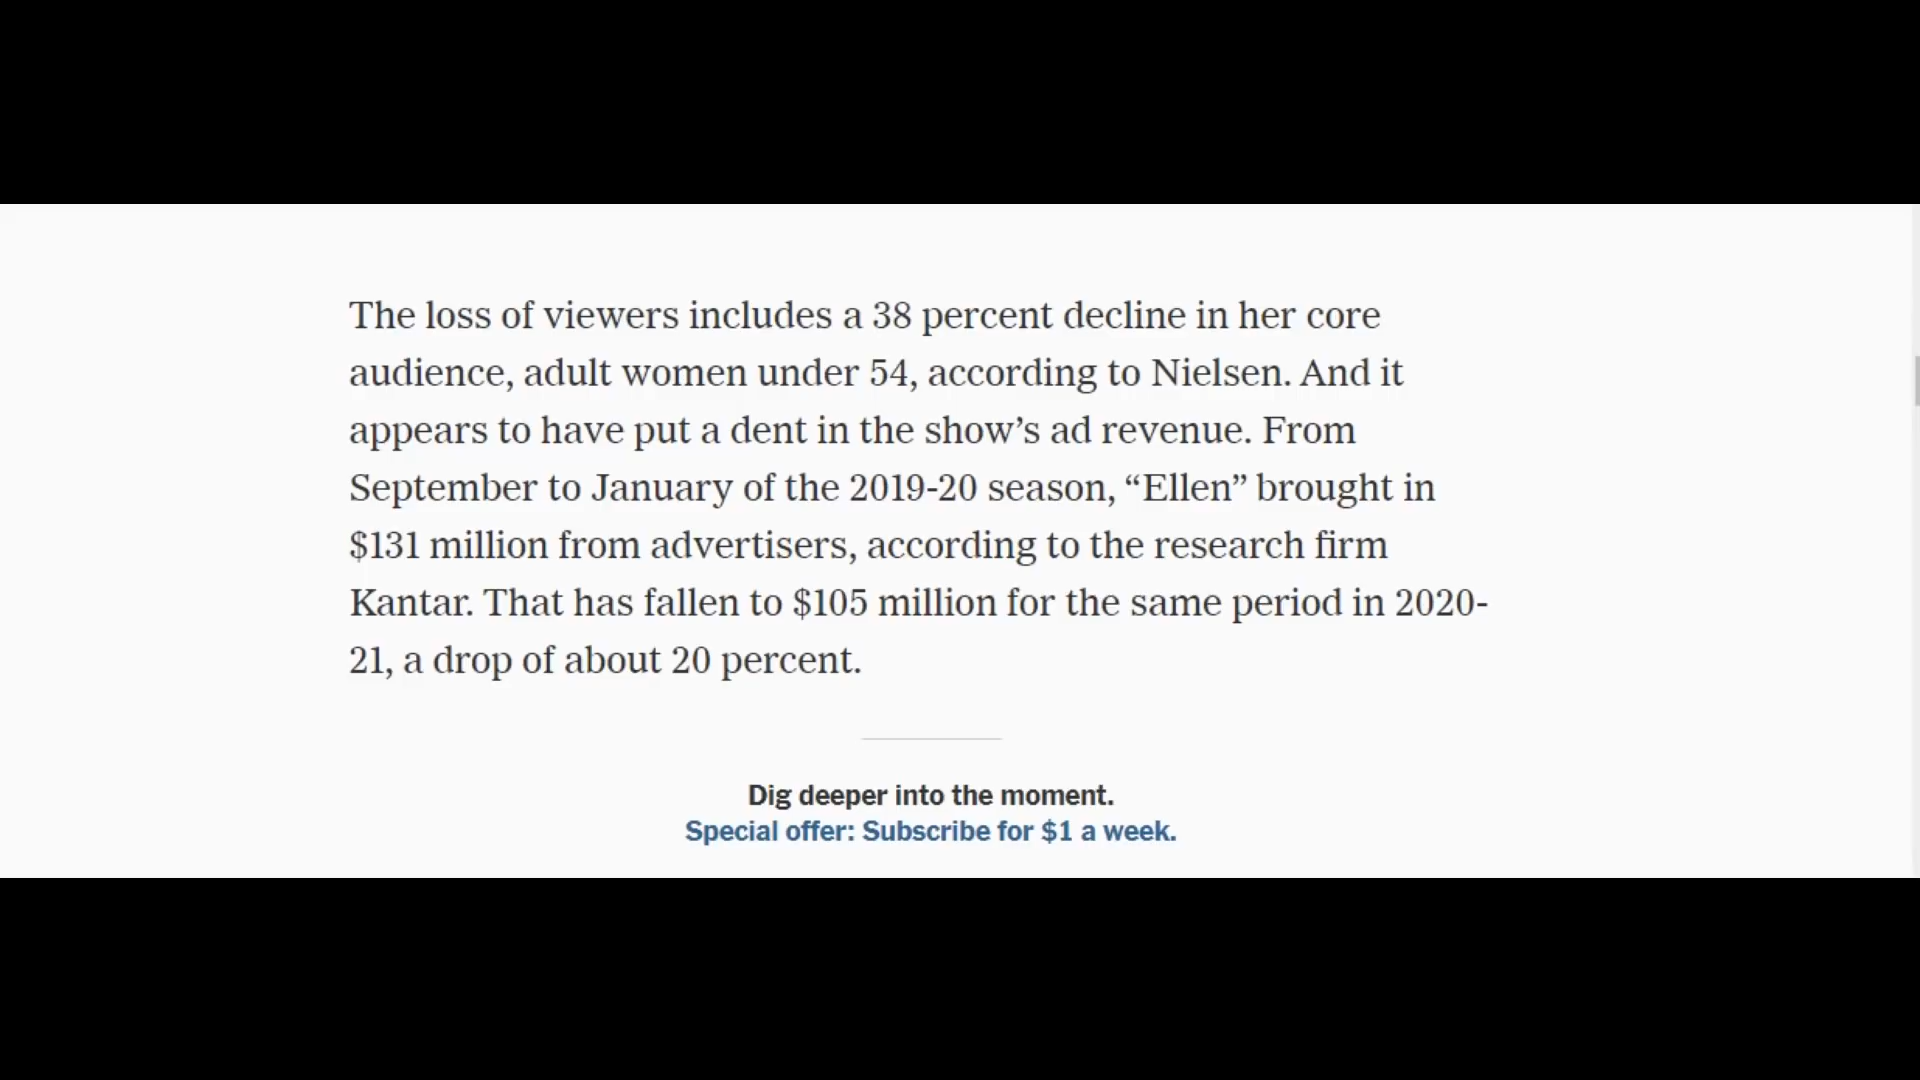 The loss of viewers includes a 38 percent decline in her core
audience, adult women under 54, according to Nielsen. And it
appears to have put a dent in the show’s ad revenue. From
September to January of the 2019-20 season, “Ellen” brought in
$131 million from advertisers, according to the research firm
Kantar. That has fallen to $105 million for the same period in 2020-
21, a drop of about 20 percent.
Dig deeper into the moment.
Special offer: Subscribe for $1 a week.